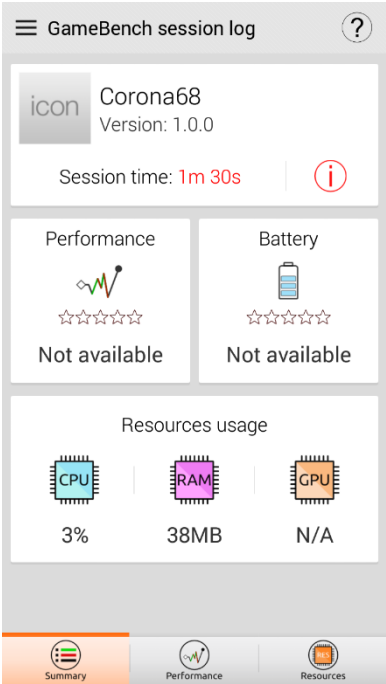 GameBench session log
?
icon
Corona68
Version: 1.0.0
Session time: 1m 30s
i
Performance
Battery
Not available
Not available
Resources usage
CPU
RAM
GPU
3%
38MB
N/A
Summary
Performance
Resources